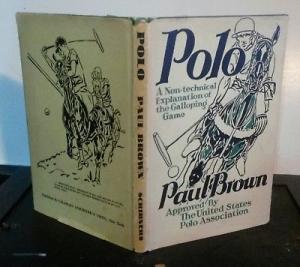 Polo
A Non-technical
Explanation of
the Galloping
Game
Paul Brown
Approved By
The United States
Polo Association
POLO PAUL BROWN SCRIBNERS